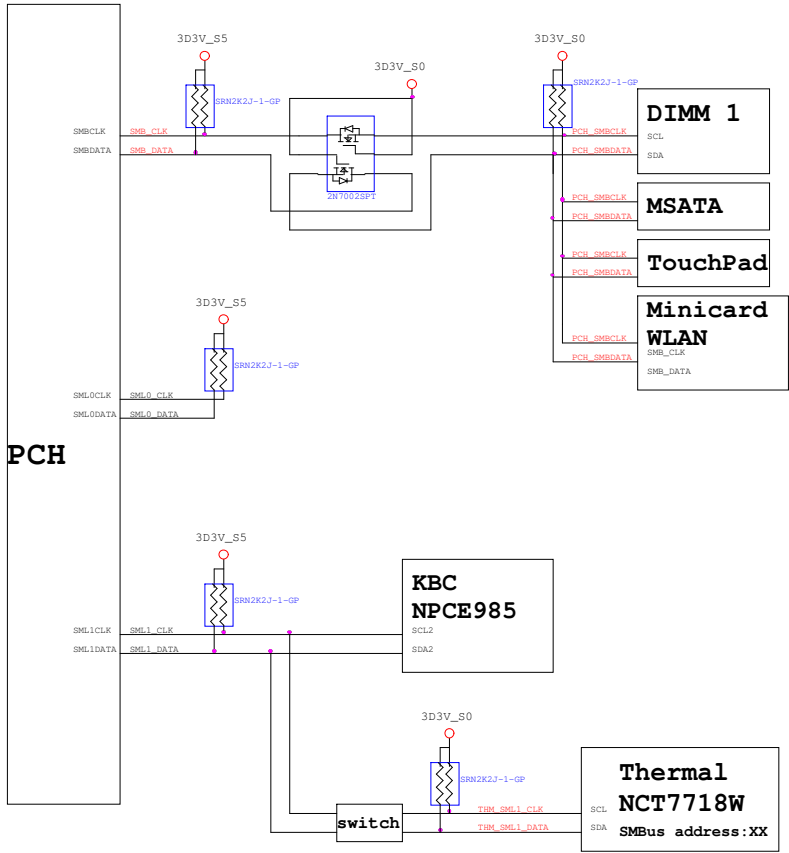 3D3V_S5
3D3V_S0
3D3V_S0
SRN2K2J-1-GP
SRN2K2J-1-GP
DIMM 1
SMBCLK
SMB_CLK
PCH_SMBCLK
SCL
SMBDATA
SMB_DATA
PCH_SMBDATA
SDA
2N7002SPT
PCH_SMBCLK
MSATA
PCH_SMBDATA
PCH_SMBCLK
TouchPad
PCH_SMBDATA
3D3V_S5
Minicard
WLAN
PCH_SMBCLK
SMB_CLK
PCH_SMBDATA
SMB_DATA
SRN2K2J-1-GP
SML0CLK
SML0_CLK
SML0DATA
SML0_DATA
PCH
3D3V_S5
KBC
NPCE985
SRN2K2J-1-GP
SML1CLK
SML1_CLK
SCL2
SML1DATA
SML1_DATA
SDA2
3D3V_S0
SRN2K2J-1-GP
Thermal
NCT7718W
THM_SML1_CLK
SCL
switch
THM_SML1_DATA
SDA
SMBus address:XX